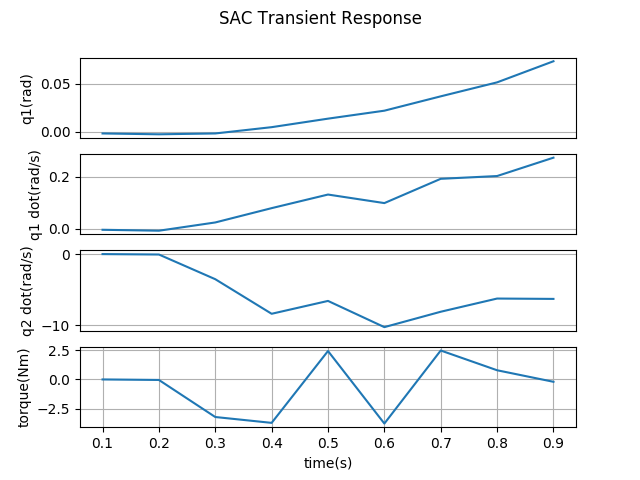 SAC Transient Response
q1(rad)
0.05
0.00
q1 dot(rad/s)
0.2
0.0
q2 dot(rad/s)
0
−10
torque(Nm)
2.5
0.0
−2.5
0.1 0.2 0.3 0.4 0.5 0.6 0.7 0.8 0.9
time(s)